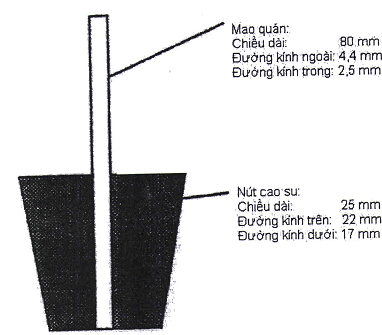 Mao quán:
Chiều dài: 80 mm
Đường kính ngoài: 4,4 mm
Đường kính trong: 2,5 mm
Nút cao su:
Chiều dài: 25 mm
Đường kính trên: 22 mm
Đường kính dưới: 17 mm